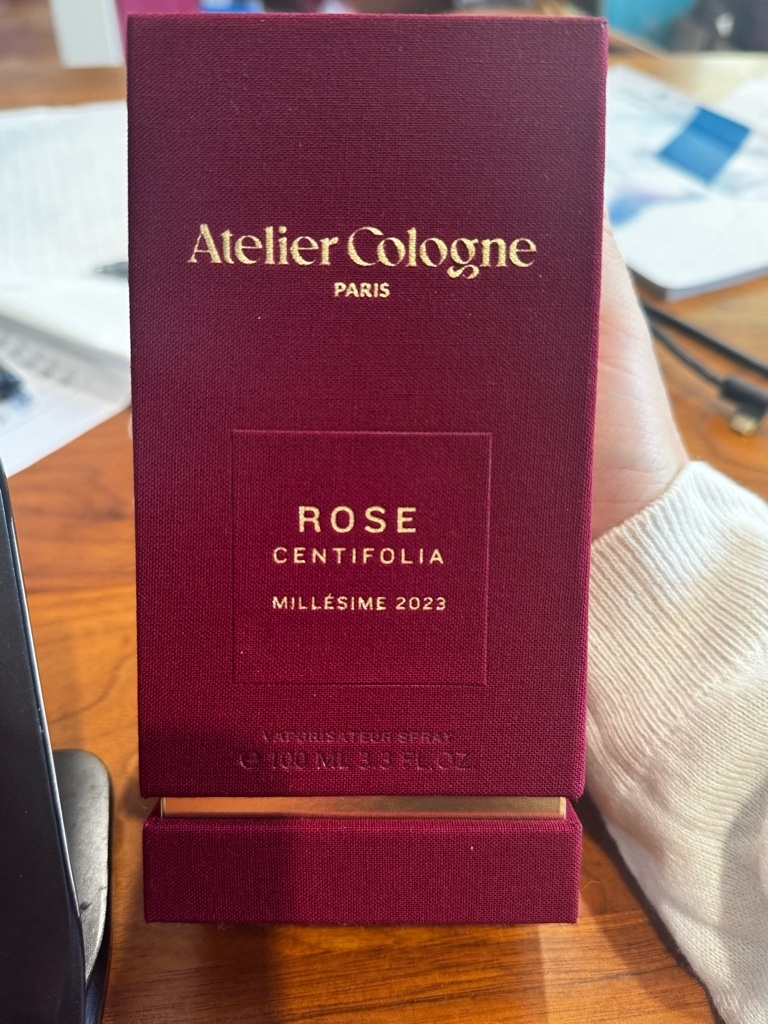 Atelier Cologne
PARIS
ROSE
CENTIFOLIA
MILLÉSIME 2023
VAPORISATEUR SPRAY
℮ 100 ML 3.3 FL.OZ.